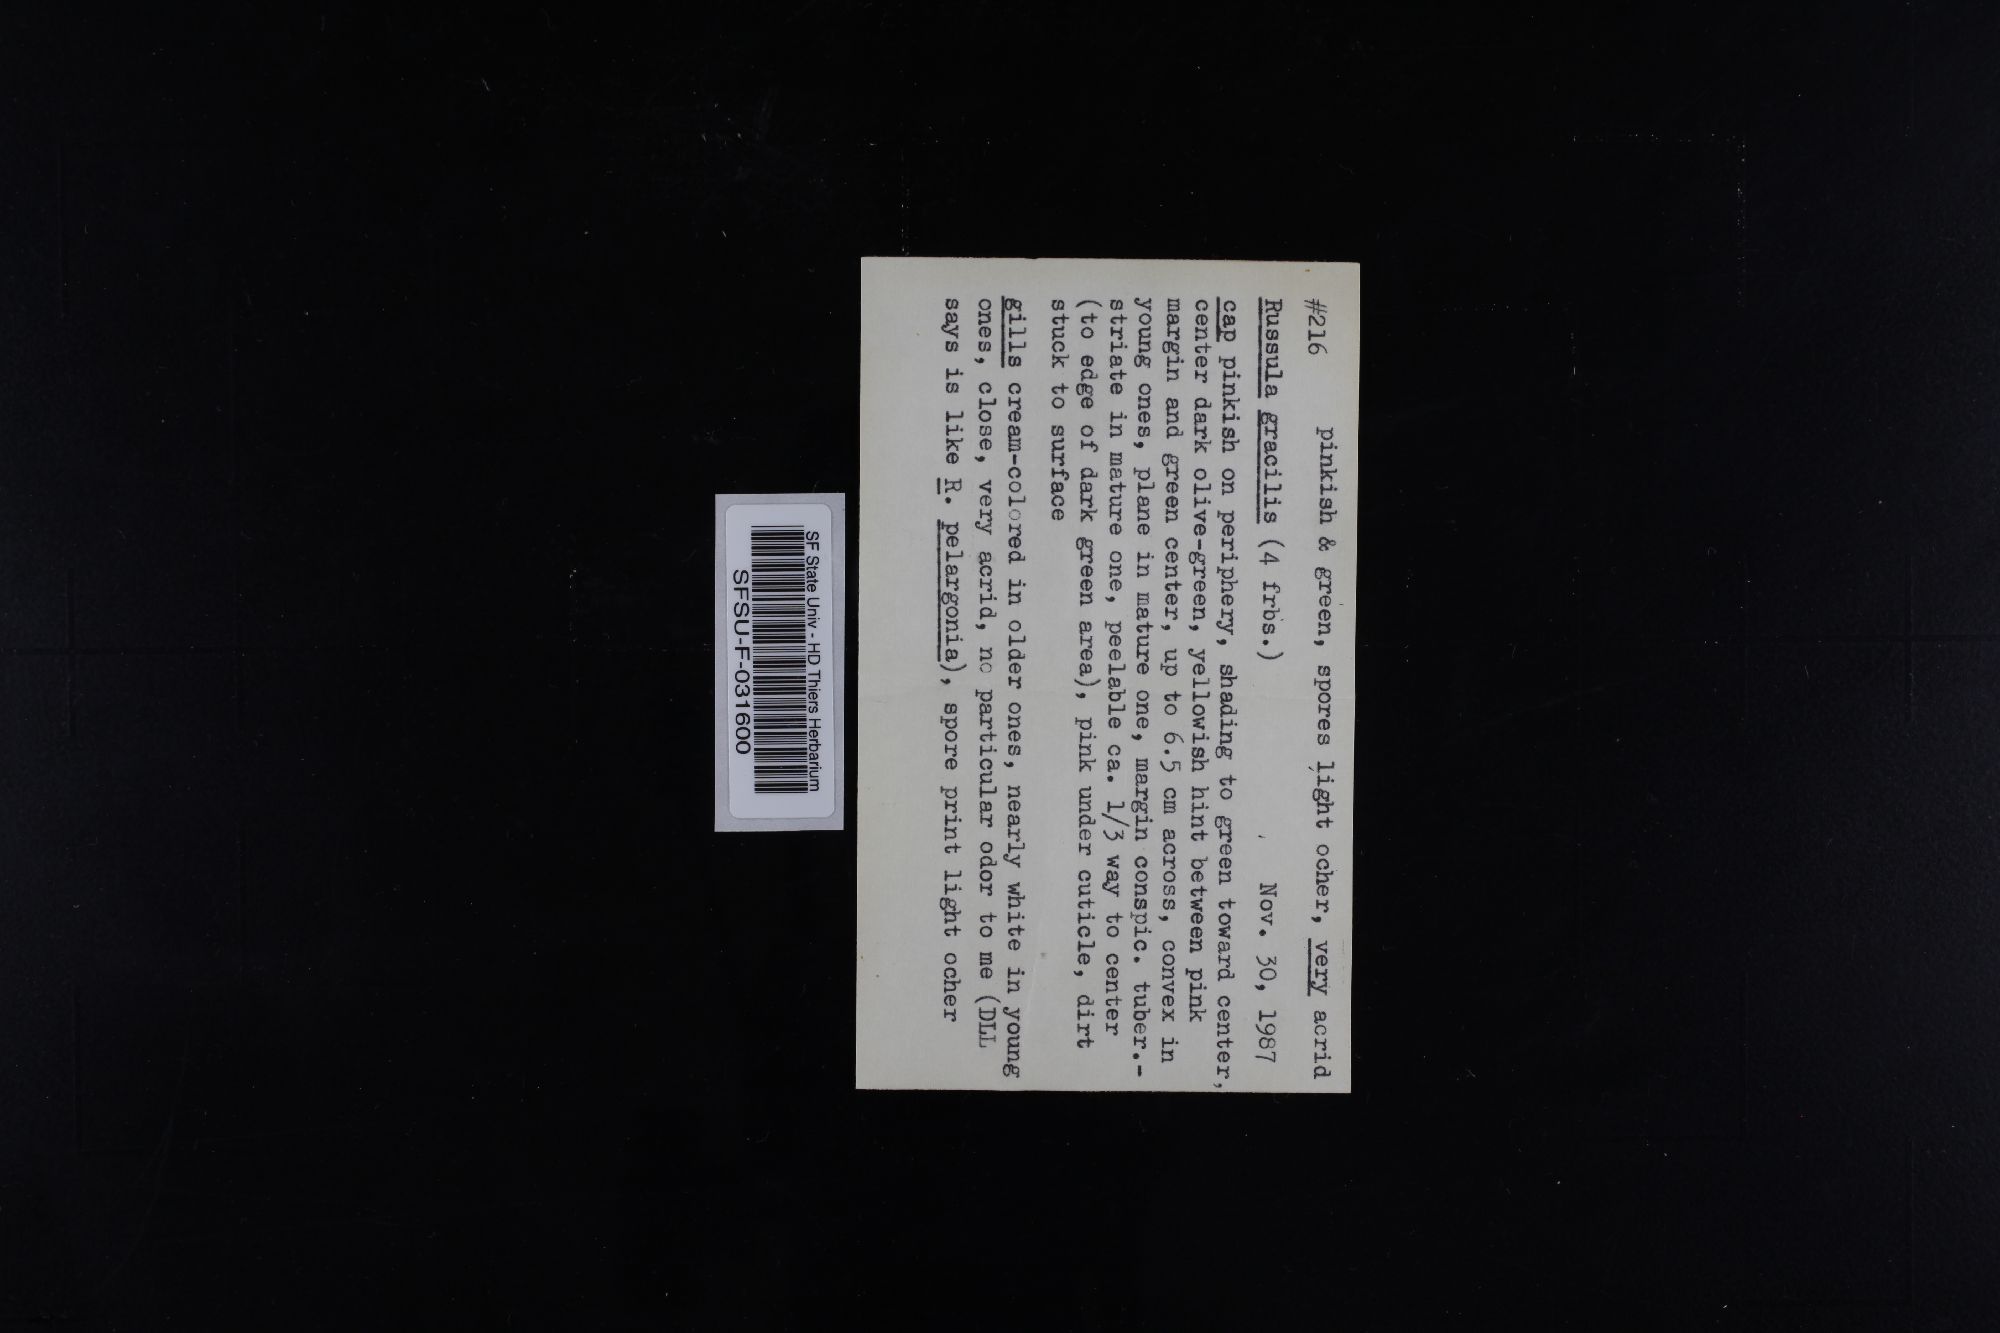 #216 pinkish & green, spores light ocher, very acrid
Russula gracilis (4 frbs.) Nov. 30, 1987
cap pinkish on periphery, shading to green toward center,
center dark olive-green, yellowish hint between pink
margin and green center, up to 6.5 cm across, convex in
young ones, plane in mature one, margin conspic. tuber.-
striate in mature one, peelable ca. 1/3 way to center
(to edge of dark green area), pink under cuticle, dirt
stuck to surface
gills cream-colored in older ones, nearly white in young
ones, close, very acrid, no particular odor to me (DLL
says is like R. pelargonia), spore print light ocher
SF State Univ - HD Thiers Herbarium
SFSU-F-031600